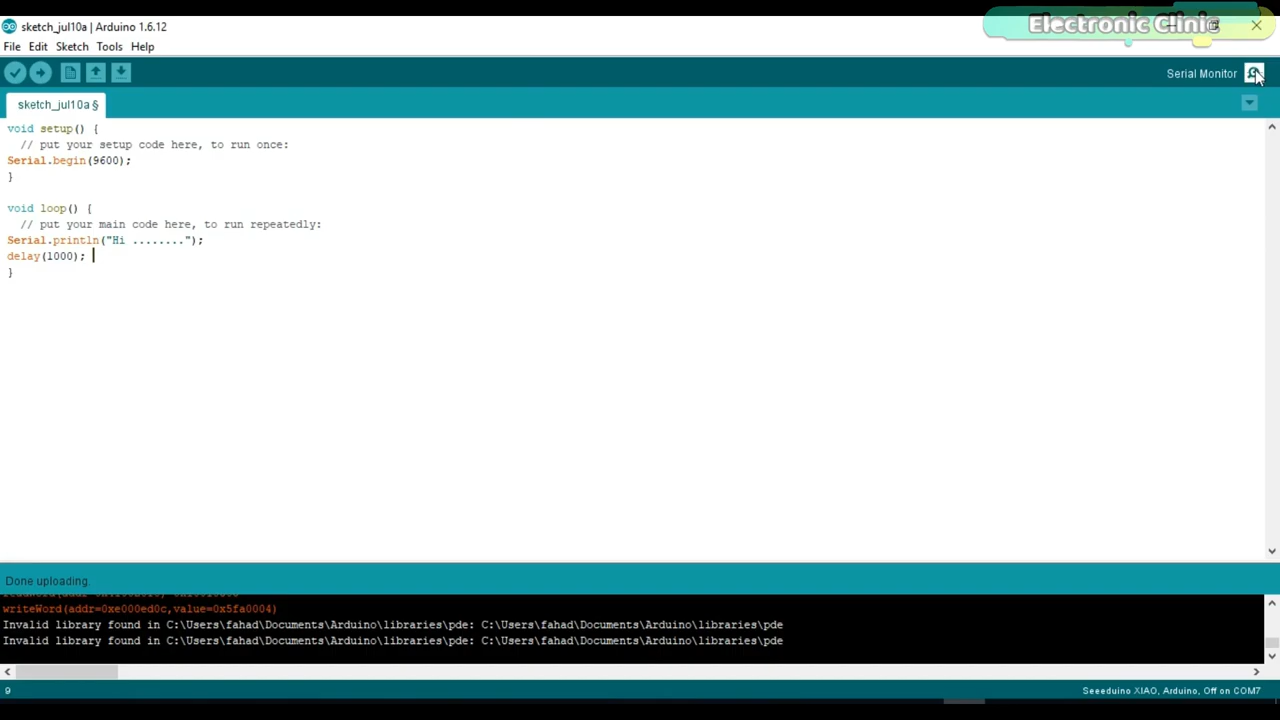 sketch_jul10a | Arduino 1.6.12
Electronic Clinic
File Edit Sketch Tools Help
Serial Monitor
sketch_jul10a §
void setup() {
  // put your setup code here, to run once:
Serial.begin(9600);
}
void loop() {
  // put your main code here, to run repeatedly:
Serial.println("Hi ........");
delay(1000);
}
Done uploading.
writeWord(addr=0xe000ed0c,value=0x5fa0004)
Invalid library found in C:\Users\fahad\Documents\Arduino\libraries\pde: C:\Users\fahad\Documents\Arduino\libraries\pde
Invalid library found in C:\Users\fahad\Documents\Arduino\libraries\pde: C:\Users\fahad\Documents\Arduino\libraries\pde
9
Seeeduino XIAO, Arduino, Off on COM7